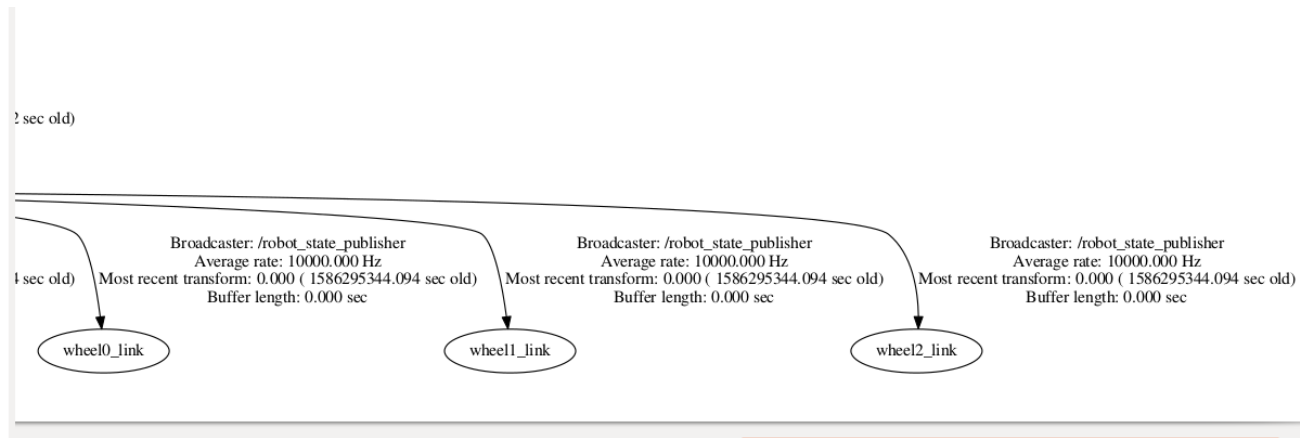 2 sec old)
4 sec old)
Broadcaster: /robot_state_publisher
Average rate: 10000.000 Hz
Most recent transform: 0.000 ( 1586295344.094 sec old)
Buffer length: 0.000 sec
Broadcaster: /robot_state_publisher
Average rate: 10000.000 Hz
Most recent transform: 0.000 ( 1586295344.094 sec old)
Buffer length: 0.000 sec
Broadcaster: /robot_state_publisher
Average rate: 10000.000 Hz
Most recent transform: 0.000 ( 1586295344.094 sec old)
Buffer length: 0.000 sec
wheel0_link
wheel1_link
wheel2_link